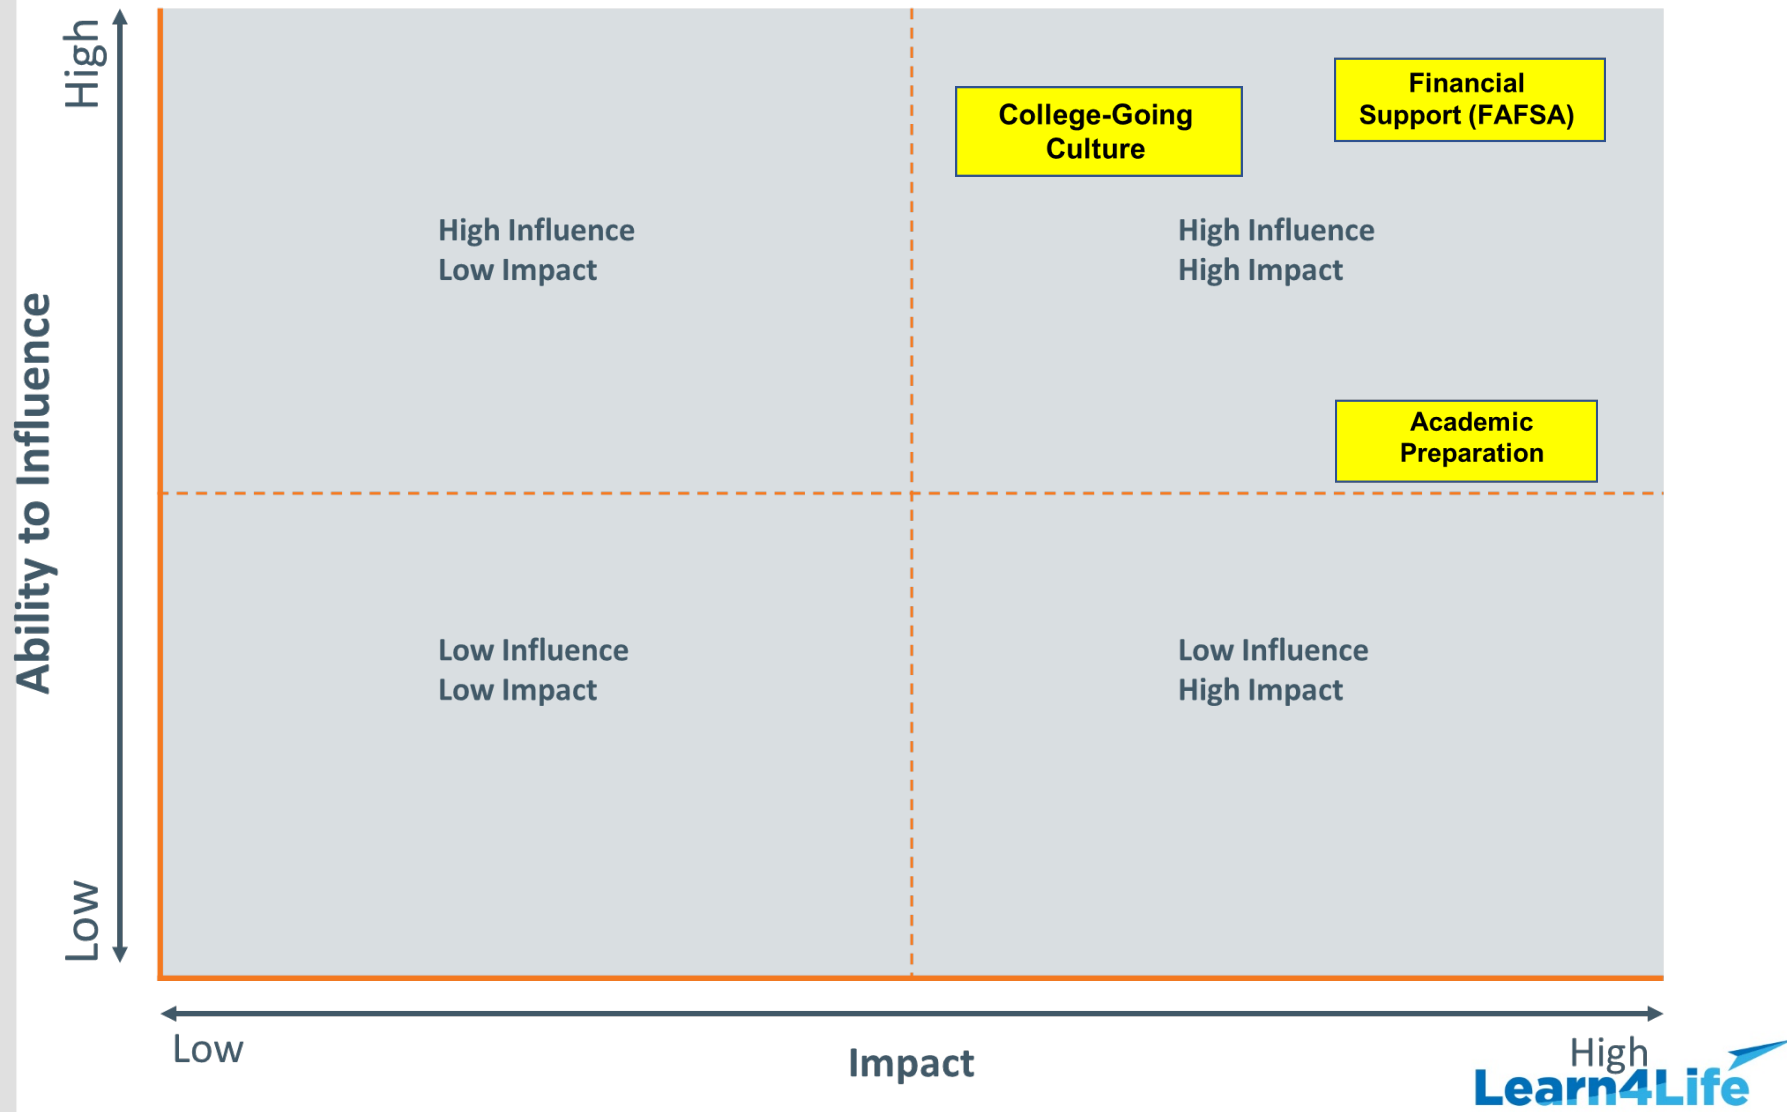 High
College-Going
Culture
Financial
Support (FAFSA)
High Influence
Low Impact
High Influence
High Impact
Ability to Influence
Academic
Preparation
Low Influence
Low Impact
Low Influence
High Impact
Low
Low
Impact
High
Learn4Life